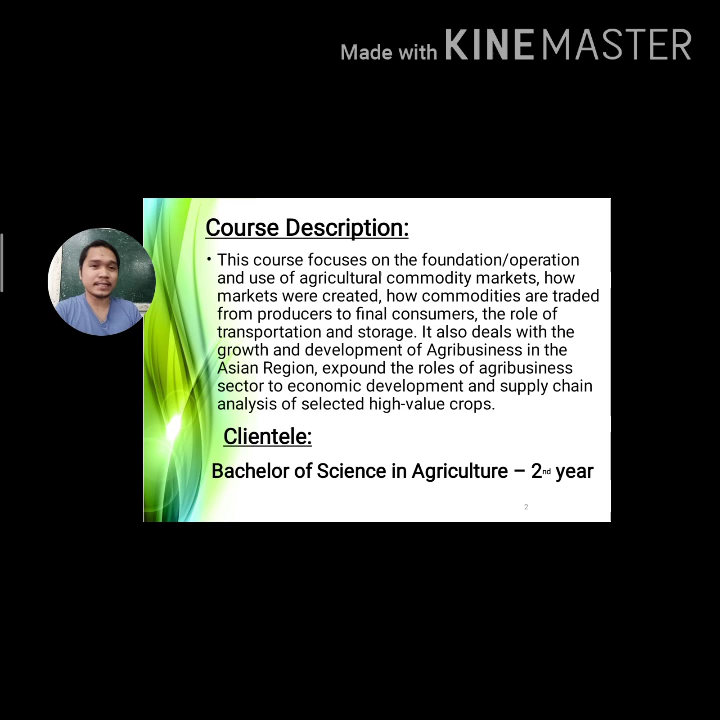 Made with KINEMASTER
Course Description:
• This course focuses on the foundation/operation
and use of agricultural commodity markets, how
markets were created, how commodities are traded
from producers to final consumers, the role of
transportation and storage. It also deals with the
growth and development of Agribusiness in the
Asian Region, expound the roles of agribusiness
sector to economic development and supply chain
analysis of selected high-value crops.
Clientele:
Bachelor of Science in Agriculture – 2nd year
2